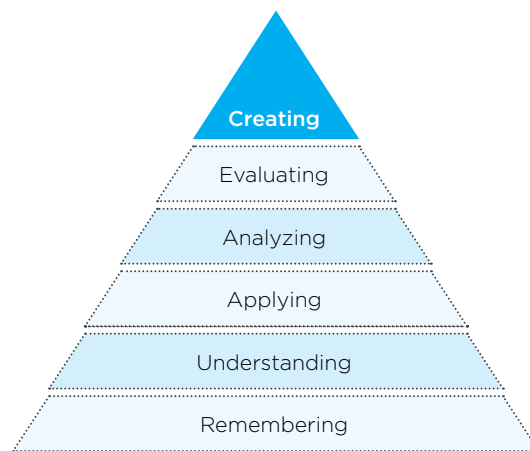 Creating
Evaluating
Analyzing
Applying
Understanding
Remembering